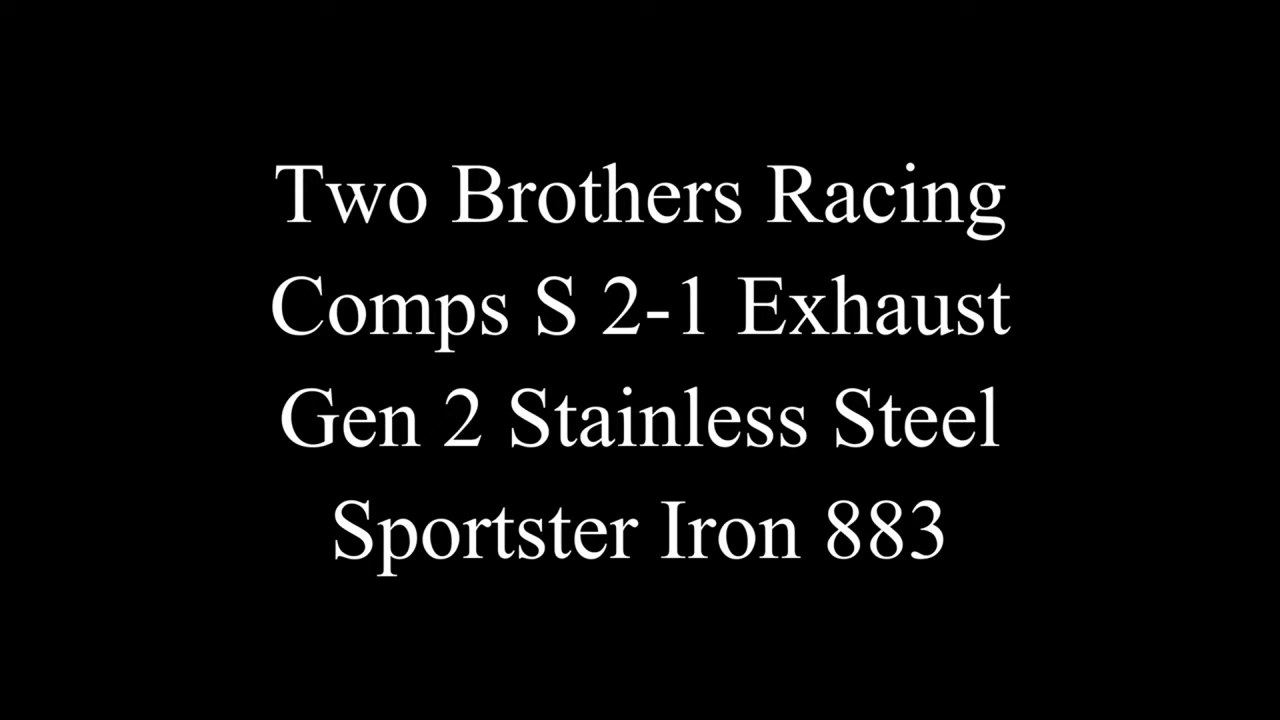 Two Brothers Racing
Comps S 2-1 Exhaust
Gen 2 Stainless Steel
Sportster Iron 883